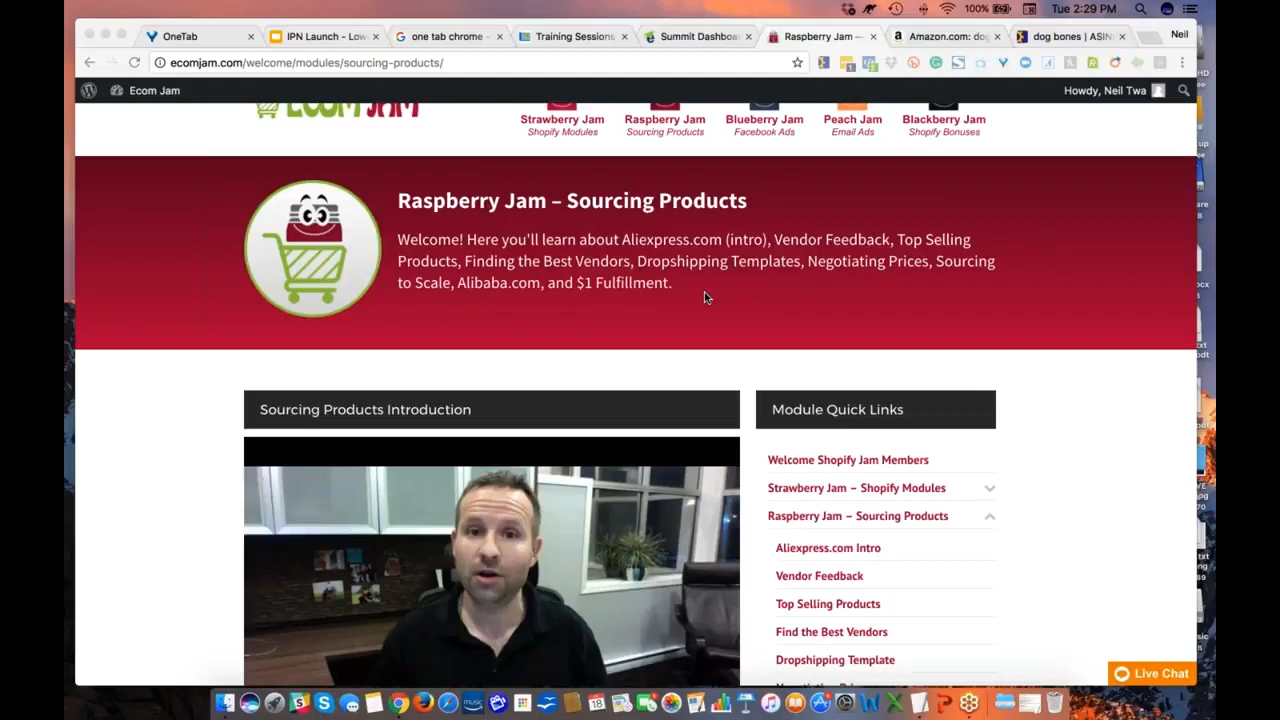 100%
Tue 2:29 PM
OneTab
IPN Launch - Low
one tab chrome -
Training Sessions
Summit Dashboa
Raspberry Jam —
Amazon.com: dog
dog bones | ASIN
Neil
ecomjam.com/welcome/modules/sourcing-products/
Ecom Jam
Howdy, Neil Twa
ECOM JAM
Strawberry Jam
Shopify Modules
Raspberry Jam
Sourcing Products
Blueberry Jam
Facebook Ads
Peach Jam
Email Ads
Blackberry Jam
Shopify Bonuses
Raspberry Jam – Sourcing Products
Welcome! Here you'll learn about Aliexpress.com (intro), Vendor Feedback, Top Selling
Products, Finding the Best Vendors, Dropshipping Templates, Negotiating Prices, Sourcing
to Scale, Alibaba.com, and $1 Fulfillment.
Sourcing Products Introduction
Module Quick Links
Welcome Shopify Jam Members
Strawberry Jam – Shopify Modules
Raspberry Jam – Sourcing Products
Aliexpress.com Intro
Vendor Feedback
Top Selling Products
Find the Best Vendors
Dropshipping Template
Live Chat